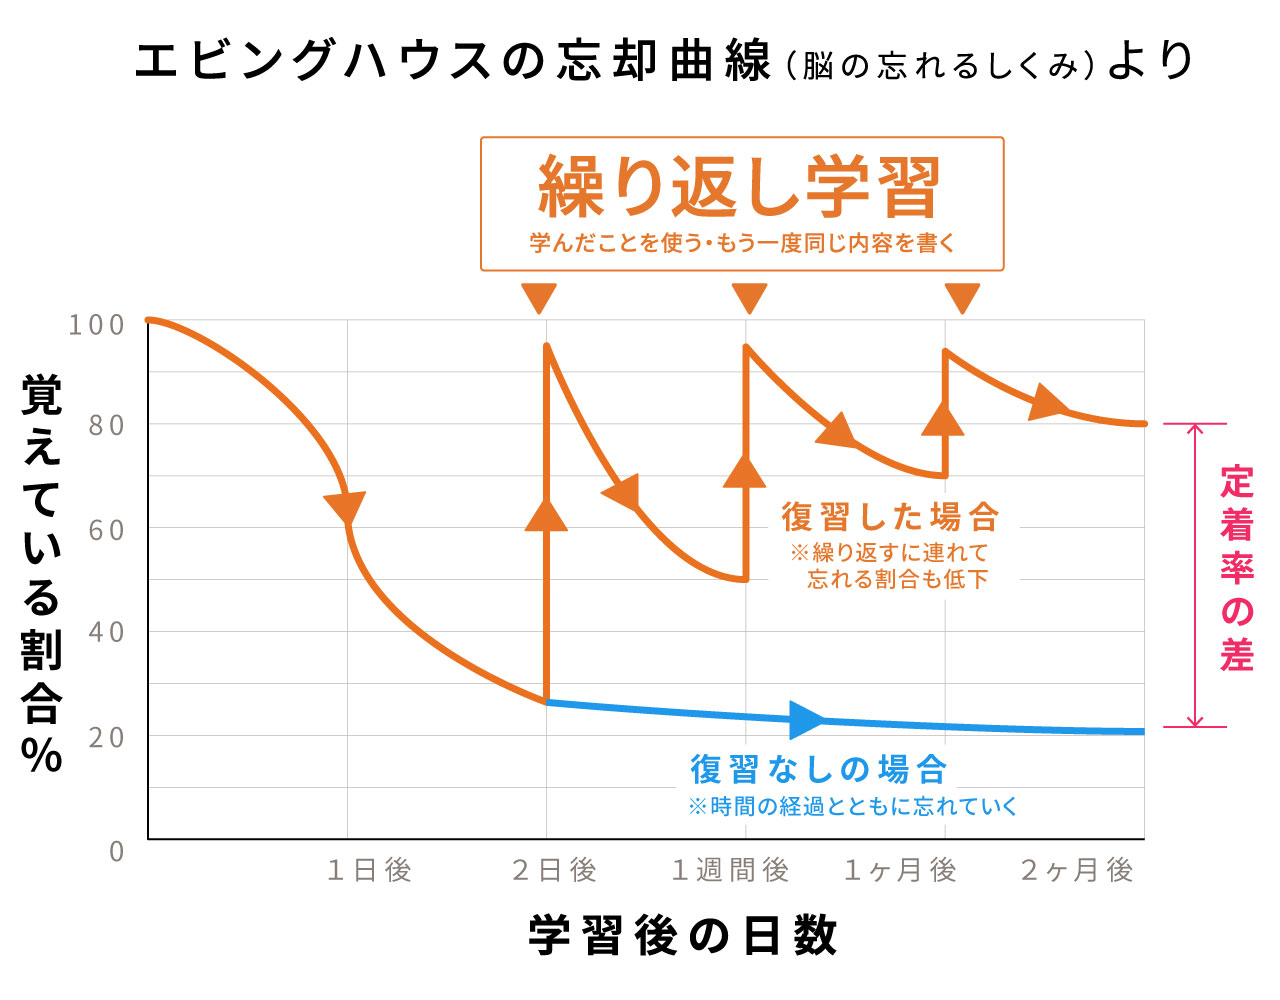 エビングハウスの忘却曲線（脳の忘れるしくみ）より
繰り返し学習
学んだことを使う・もう一度同じ内容を書く
100
80
60
40
20
0
覚えている割合%
復習した場合
※繰り返すに連れて
忘れる割合も低下
定着率の差
復習なしの場合
※時間の経過とともに忘れていく
1日後
2日後
1週間後
1ヶ月後
2ヶ月後
学習後の日数